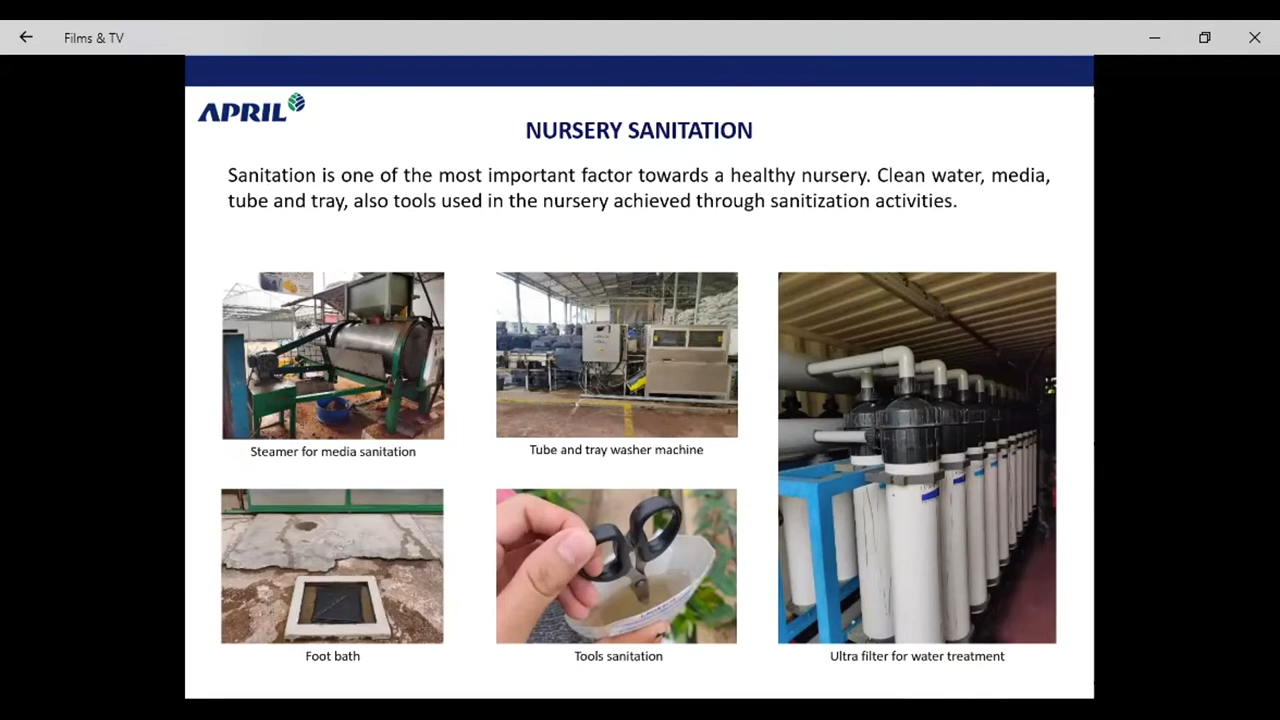 Films & TV
APRIL
NURSERY SANITATION
Sanitation is one of the most important factor towards a healthy nursery. Clean water, media,
tube and tray, also tools used in the nursery achieved through sanitization activities.
Steamer for media sanitation
Tube and tray washer machine
Foot bath
Tools sanitation
Ultra filter for water treatment